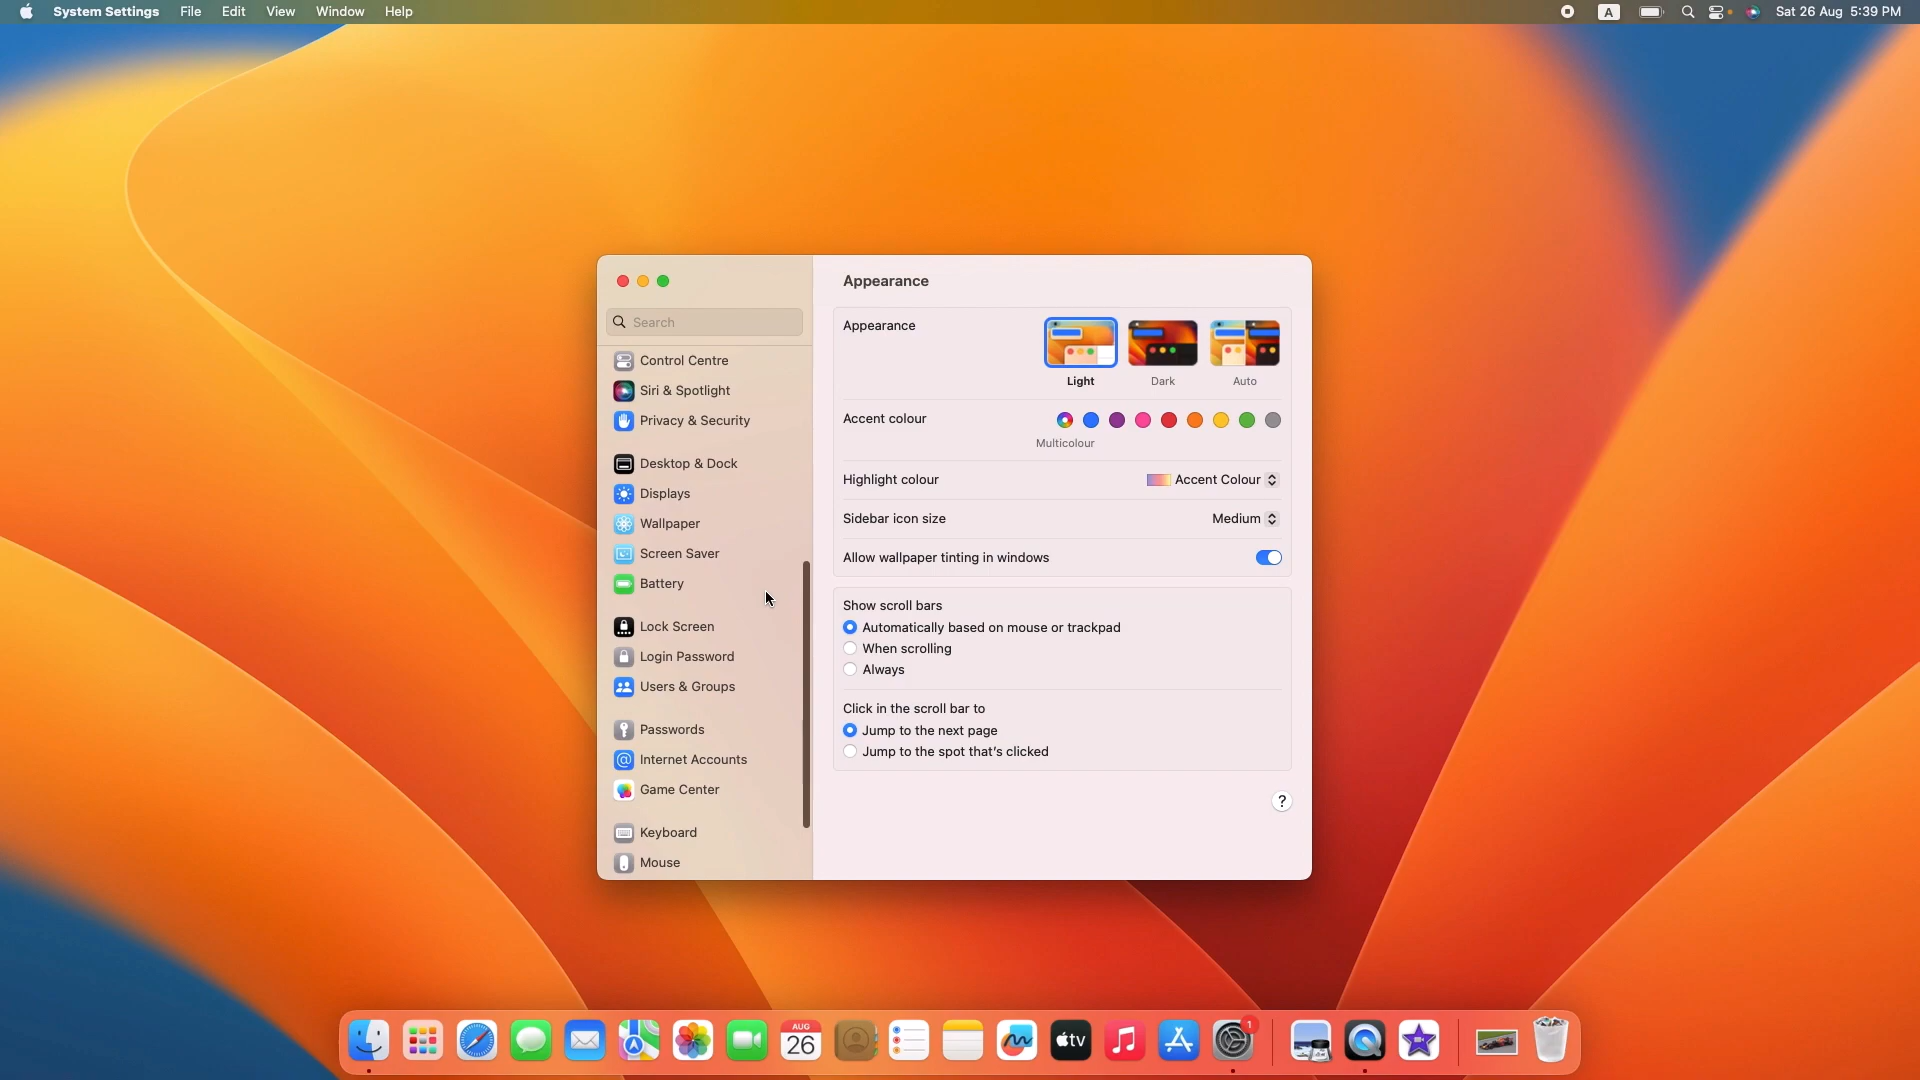 System Settings File Edit View Window Help A Sat 26 Aug 5:39 PM
Search
Control Centre
Siri & Spotlight
Privacy & Security
Desktop & Dock
Displays
Wallpaper
Screen Saver
Battery
Lock Screen
Login Password
Users & Groups
Passwords
Internet Accounts
Game Center
Keyboard
Mouse
Appearance
Appearance
Light Dark Auto
Accent colour
Multicolour
Highlight colour Accent Colour
Sidebar icon size Medium
Allow wallpaper tinting in windows
Show scroll bars
Automatically based on mouse or trackpad
When scrolling
Always
Click in the scroll bar to
Jump to the next page
Jump to the spot that's clicked
?
AUG
26
tv
1